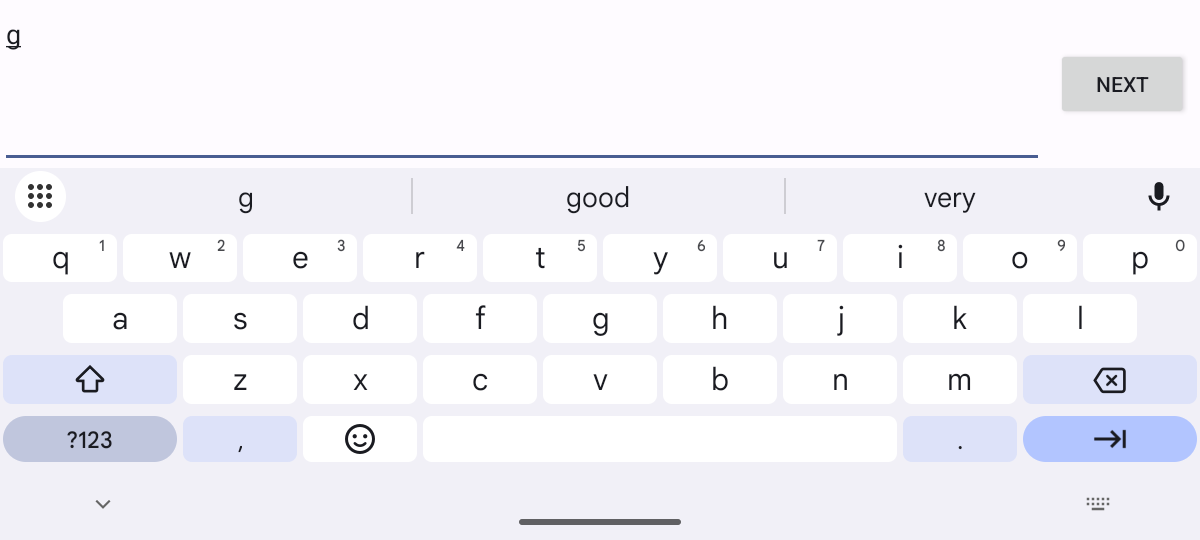 g
NEXT
g good very
q 1 w 2 e 3 r 4 t 5 y 6 u 7 i 8 o 9 p 0
a s d f g h j k l
z x c v b n m
?123 , .